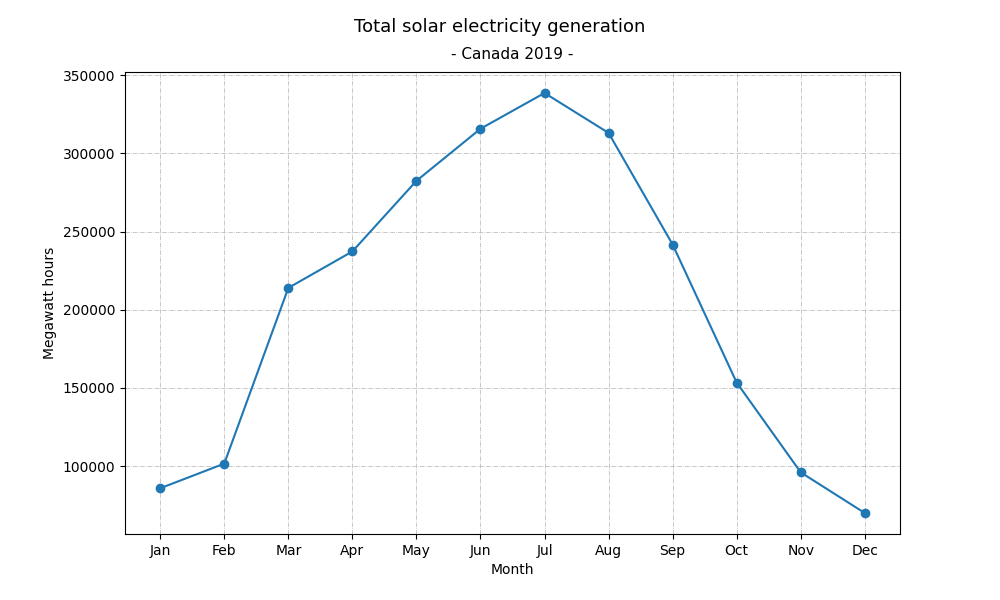 Total solar electricity generation
- Canada 2019 -
350000
300000
250000
200000
150000
100000
Megawatt hours
Jan Feb Mar Apr May Jun Jul Aug Sep Oct Nov Dec
Month